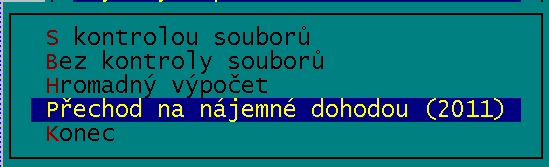 S kontrolou souborů
Bez kontroly souborů
Hromadný výpočet
Přechod na nájemné dohodou (2011)
Konec